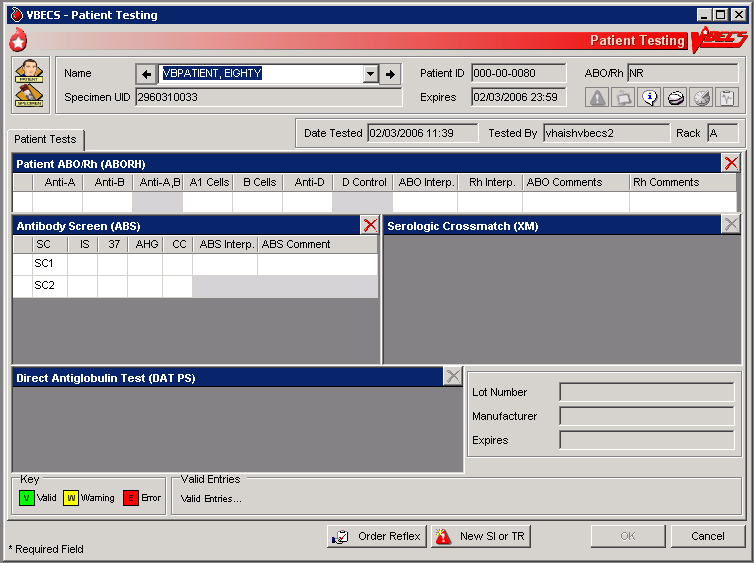 VBECS - Patient Testing
Patient Testing VBECS
PATIENT
SPECIMEN
Name VBPATIENT, EIGHTY Patient ID 000-00-0080 ABO/Rh NR
Specimen UID 2960310033 Expires 02/03/2006 23:59
Date Tested 02/03/2006 11:39 Tested By vhaishvbecs2 Rack A
Patient Tests
Patient ABO/Rh (ABORH)
Anti-A Anti-B Anti-A,B A1 Cells B Cells Anti-D D Control ABO Interp. Rh Interp. ABO Comments Rh Comments
Antibody Screen (ABS) Serologic Crossmatch (XM)
SC IS 37 AHG CC ABS Interp. ABS Comment
SC1
SC2
Direct Antiglobulin Test (DAT PS)
Lot Number
Manufacturer
Expires
Key Valid Entries
V Valid W Warning E Error Valid Entries...
Order Reflex New SI or TR OK Cancel
* Required Field